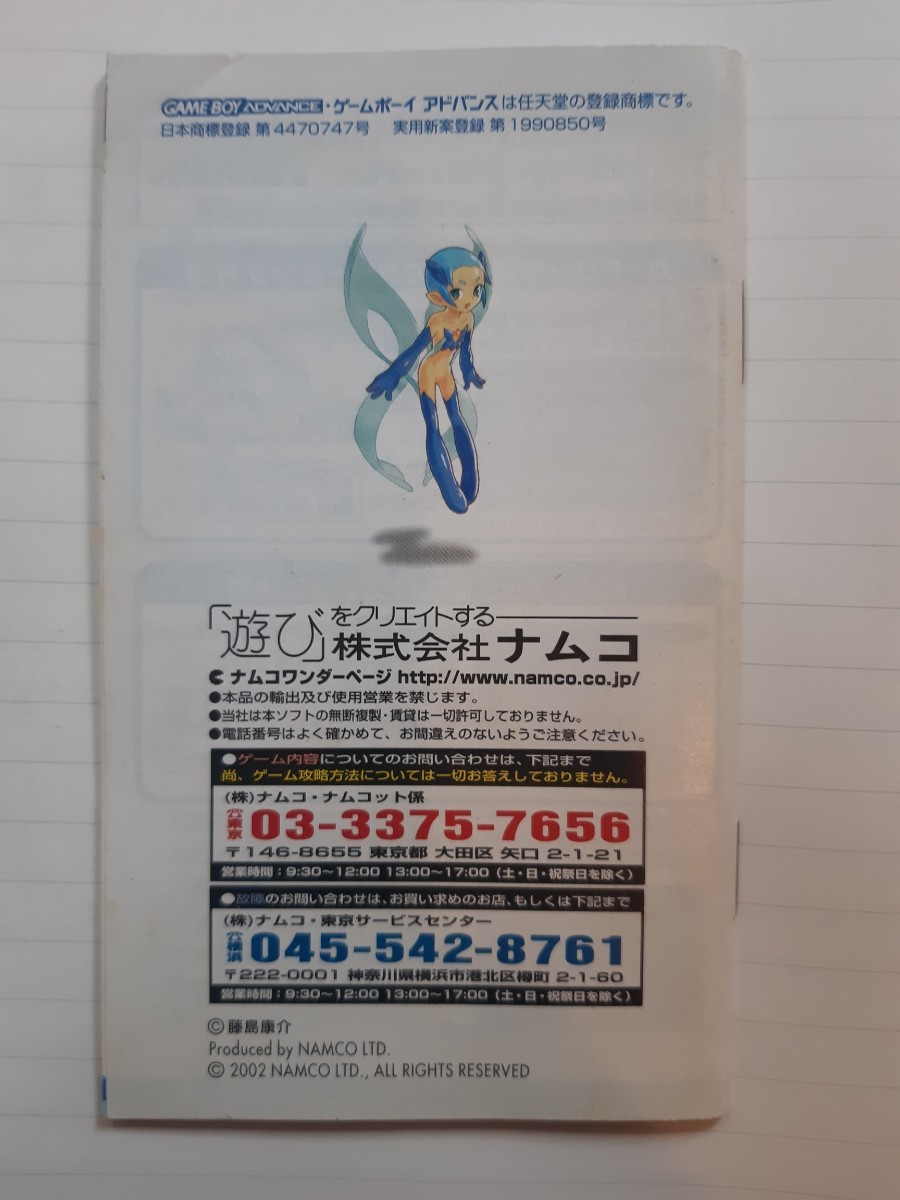 GAME BOY ADVANCE・ゲームボーイ アドバンスは任天堂の登録商標です。
日本商標登録 第4470747号 実用新案登録 第1990850号
「遊び」をクリエイトする
株式会社 ナムコ
ナムコワンダーページ http://www.namco.co.jp/
●本品の輸出及び使用営業を禁じます。
●当社は本ソフトの無断複製・賃貸は一切許可しておりません。
●電話番号はよく確かめて、お間違えのないようご注意ください。
●ゲーム内容についてのお問い合わせは、下記まで
尚、ゲーム攻略方法については一切お答えしておりません。
(株)ナムコ・ナムコット係
東京 03-3375-7656
〒146-8655 東京都 大田区 矢口 2-1-21
営業時間:9:30〜12:00 13:00〜17:00 (土・日・祝祭日を除く)
●故障のお問い合わせは、お買い求めのお店、もしくは下記まで
(株)ナムコ・東京サービスセンター
横浜 045-542-8761
〒222-0001 神奈川県横浜市港北区樽町 2-1-60
営業時間:9:30〜12:00 13:00〜17:00 (土・日・祝祭日を除く)
© 藤島康介
Produced by NAMCO LTD.
© 2002 NAMCO LTD., ALL RIGHTS RESERVED